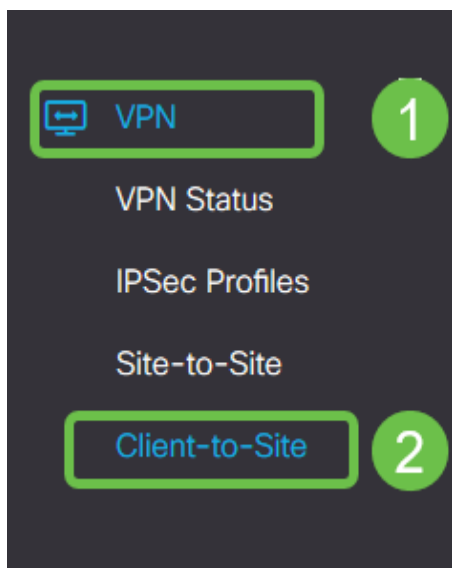 VPN
1
VPN Status
IPSec Profiles
Site-to-Site
Client-to-Site
2